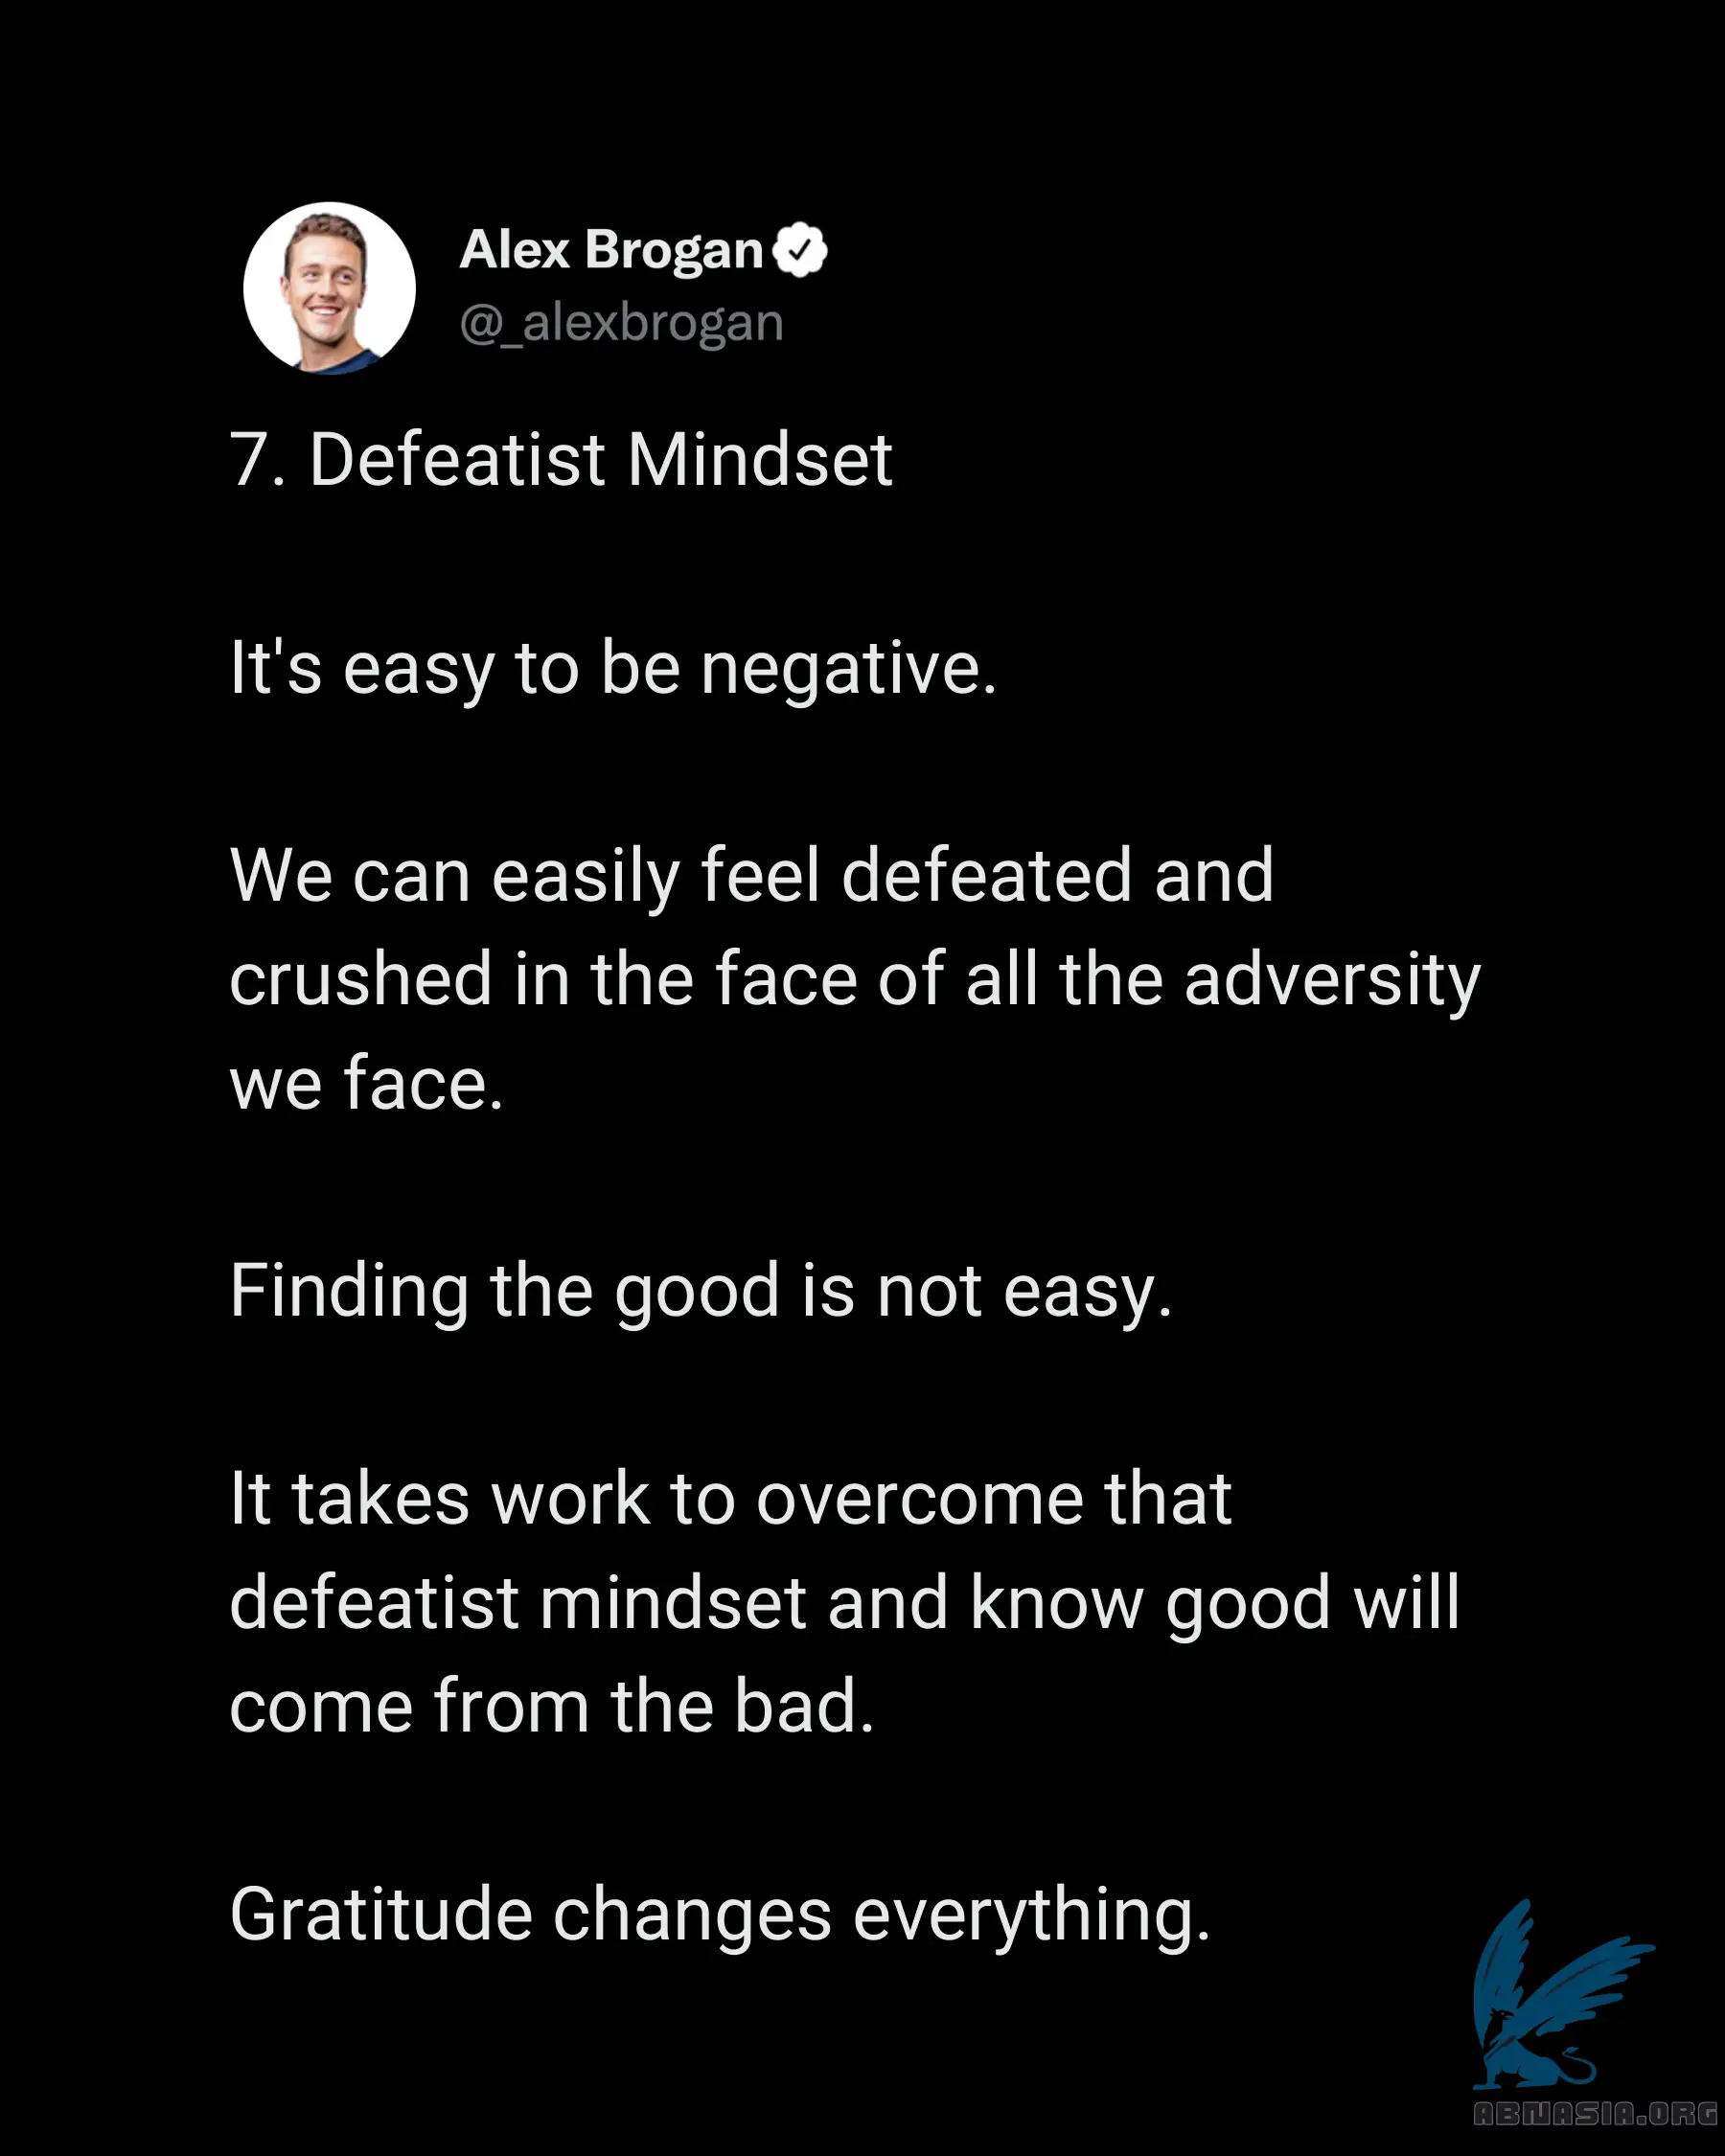 Alex Brogan
@_alexbrogan
7. Defeatist Mindset
It's easy to be negative.
We can easily feel defeated and
crushed in the face of all the adversity
we face.
Finding the good is not easy.
It takes work to overcome that
defeatist mindset and know good will
come from the bad.
Gratitude changes everything.
ABNASIA.ORG